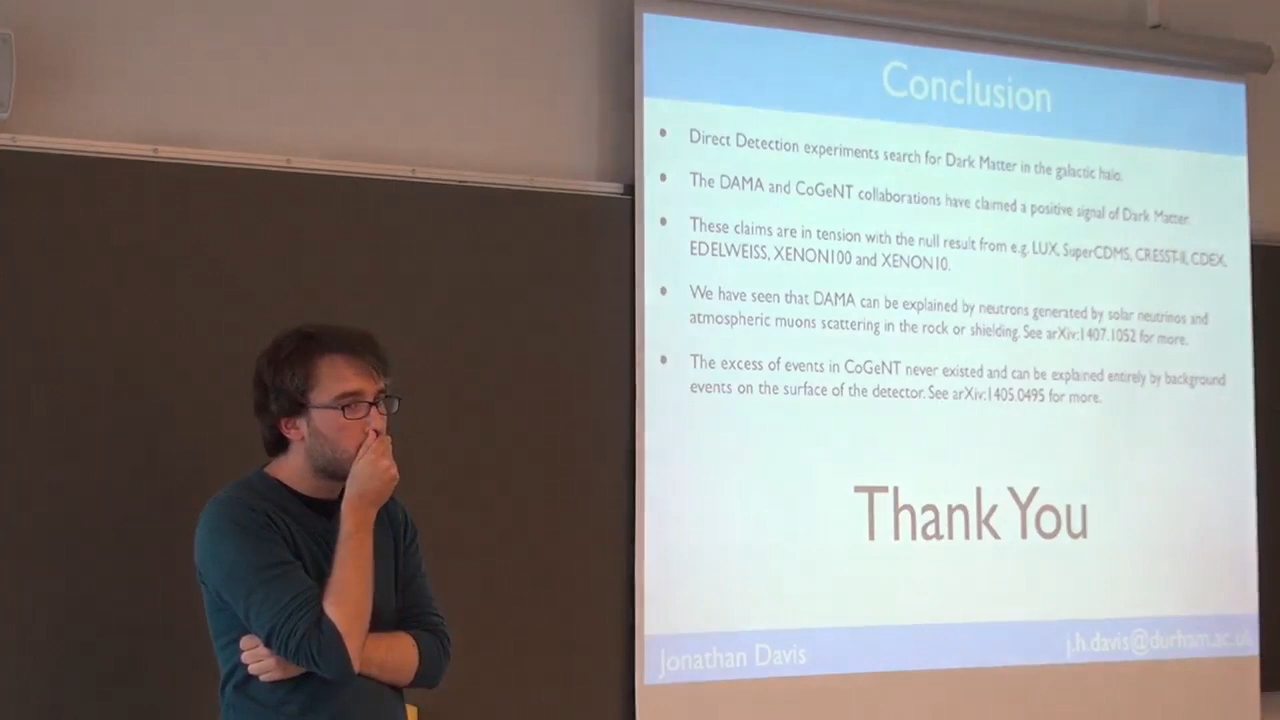 Conclusion
• Direct Detection experiments search for Dark Matter in the galactic halo.
• The DAMA and CoGeNT collaborations have claimed a positive signal of Dark Matter.
• These claims are in tension with the null result from e.g. LUX, SuperCDMS, CRESST-II, CDEX,
EDELWEISS, XENON100 and XENON10.
• We have seen that DAMA can be explained by neutrons generated by solar neutrinos and
atmospheric muons scattering in the rock or shielding. See arXiv:1407.1052 for more.
• The excess of events in CoGeNT never existed and can be explained entirely by background
events on the surface of the detector. See arXiv:1405.0495 for more.
Thank You
Jonathan Davis
j.h.davis@durham.ac.uk